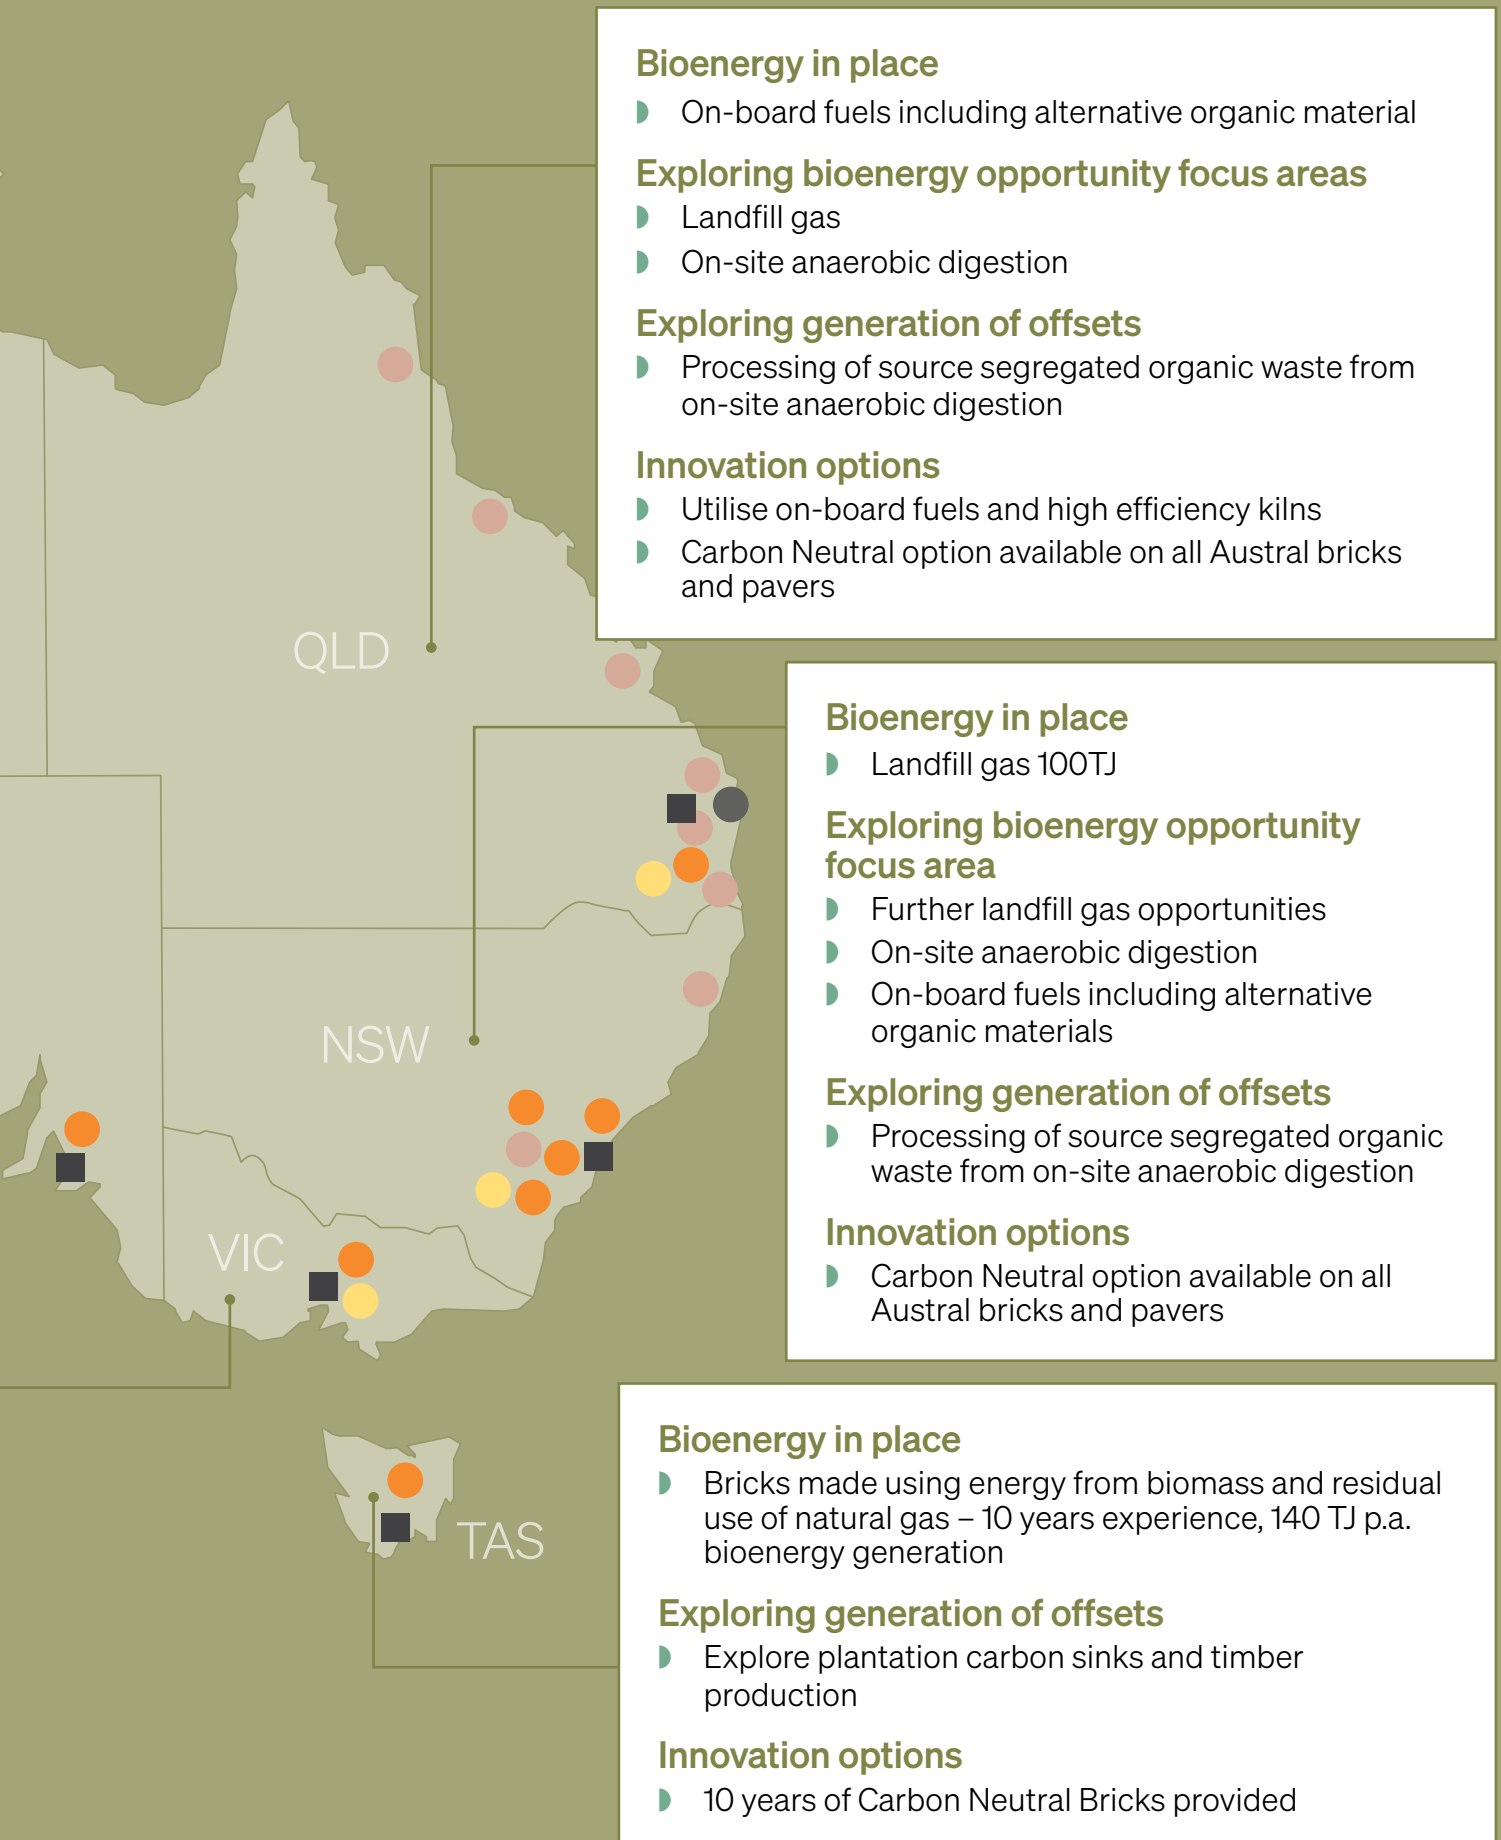 Bioenergy in place
On-board fuels including alternative organic material
Exploring bioenergy opportunity focus areas
Landfill gas
On-site anaerobic digestion
Exploring generation of offsets
Processing of source segregated organic waste from
on-site anaerobic digestion
Innovation options
Utilise on-board fuels and high efficiency kilns
Carbon Neutral option available on all Austral bricks
and pavers
QLD
Bioenergy in place
Landfill gas 100TJ
Exploring bioenergy opportunity
focus area
Further landfill gas opportunities
On-site anaerobic digestion
On-board fuels including alternative
organic materials
Exploring generation of offsets
Processing of source segregated organic
waste from on-site anaerobic digestion
Innovation options
Carbon Neutral option available on all
Austral bricks and pavers
NSW
VIC
TAS
Bioenergy in place
Bricks made using energy from biomass and residual
use of natural gas – 10 years experience, 140 TJ p.a.
bioenergy generation
Exploring generation of offsets
Explore plantation carbon sinks and timber
production
Innovation options
10 years of Carbon Neutral Bricks provided